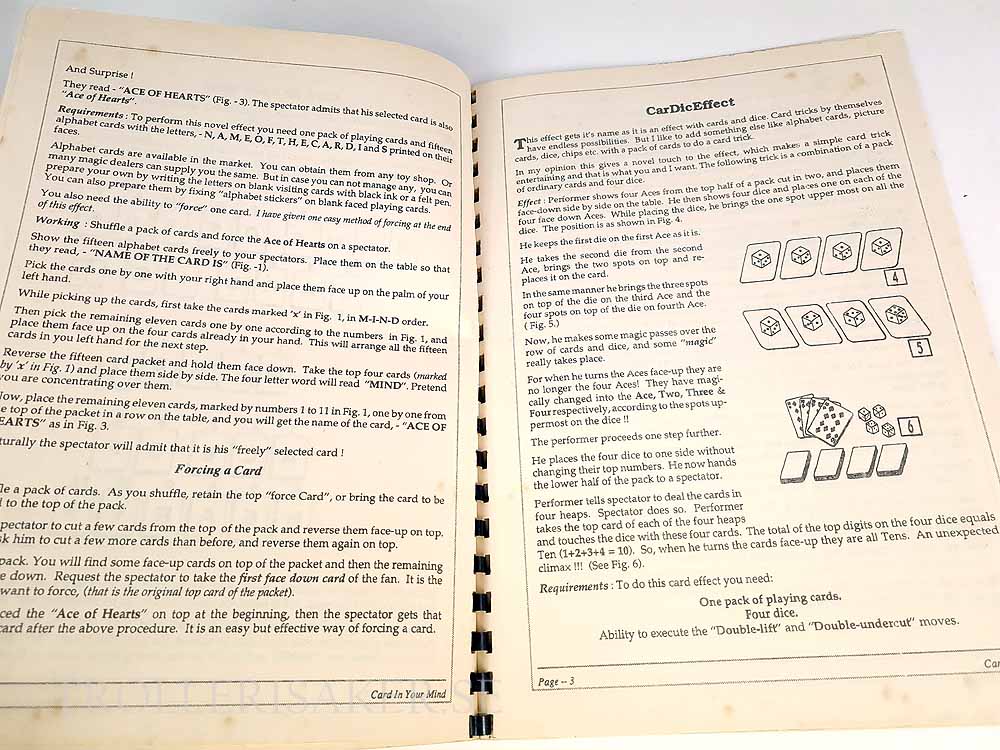 And Surprise !
They read - "ACE OF HEARTS" (Fig. - 3). The spectator admits that his selected card is also
"Ace of Hearts".
Requirements : To perform this novel effect you need one pack of playing cards and fifteen
alphabet cards with the letters, - N, A, M, E, O, F, T, H, E, C, A, R, D, I and S printed on their
faces.
Alphabet cards are available in the market. You can obtain them from any toy shop. Or
many magic dealers can supply you the same. But in case you can not manage any, you can
prepare your own by writing the letters on blank visiting cards with black ink or a felt pen.
You can also prepare them by fixing "alphabet stickers" on blank faced playing cards.
You also need the ability to "force" one card. I have given one easy method of forcing at the end
of this effect.
Working : Shuffle a pack of cards and force the Ace of Hearts on a spectator.
Show the fifteen alphabet cards freely to your spectators. Place them on the table so that
they read, - "NAME OF THE CARD IS" (Fig. -1).
Pick the cards one by one with your right hand and place them face up on the palm of your
left hand.
While picking up the cards, first take the cards marked 'x' in Fig. 1, in M-I-N-D order.
Then pick the remaining eleven cards one by one according to the numbers in Fig. 1, and
place them face up on the four cards already in your hand. This will arrange all the fifteen
cards in you left hand for the next step.
Reverse the fifteen card packet and hold them face down. Take the top four cards (marked
by 'x' in Fig. 1) and place them side by side. The four letter word will read "MIND". Pretend
you are concentrating over them.
Now, place the remaining eleven cards, marked by numbers 1 to 11 in Fig. 1, one by one from
e top of the packet in a row on the table, and you will get the name of the card, - "ACE OF
EARTS" as in Fig. 3.
turally the spectator will admit that it is his "freely" selected card !
Forcing a Card
le a pack of cards. As you shuffle, retain the top "force Card", or bring the card to be
d to the top of the pack.
pectator to cut a few cards from the top of the pack and reverse them face-up on top.
sk him to cut a few more cards than before, and reverse them again on top.
pack. You will find some face-up cards on top of the packet and then the remaining
e down. Request the spectator to take the first face down card of the fan. It is the
want to force, (that is the original top card of the packet).
ced the "Ace of Hearts" on top at the beginning, then the spectator gets that
card after the above procedure. It is an easy but effective way of forcing a card.
Card In Your Mind
TROLLERISAKER.SE
CarDicEffect
This effect gets it's name as it is an effect with cards and dice. Card tricks by themselves
have endless possibilities. But I like to add something else like alphabet cards, picture
cards, dice, chips etc. with a pack of cards to do a card trick.
In my opinion this gives a novel touch to the effect, which makes a simple card trick
entertaining and that is what you and I want. The following trick is a combination of a pack
of ordinary cards and four dice.
Effect : Performer shows four Aces from the top half of a pack cut in two, and places them
face-down side by side on the table. He then shows four dice and places one on each of the
four face down Aces. While placing the dice, he brings the one spot upper most on all the
dice. The position is as shown in Fig. 4.
He keeps the first die on the first Ace as it is.
He takes the second die from the second
Ace, brings the two spots on top and re-
places it on the card.
In the same manner he brings the three spots
on top of the die on the third Ace and the
four spots on top of the die on fourth Ace.
( Fig. 5.)
4
5
Now, he makes some magic passes over the
row of cards and dice, and some "magic"
really takes place.
For when he turns the Aces face-up they are
no longer the four Aces! They have magi-
cally changed into the Ace, Two, Three &
Four respectively, according to the spots up-
permost on the dice !!
6
The performer proceeds one step further.
He places the four dice to one side without
changing their top numbers. He now hands
the lower half of the pack to a spectator.
Performer tells spectator to deal the cards in
four heaps. Spectator does so. Performer
takes the top card of each of the four heaps
and touches the dice with these four cards. The total of the top digits on the four dice equals
Ten (1+2+3+4 = 10). So, when he turns the cards face-up they are all Tens. An unexpected
climax !!! (See Fig. 6).
Requirements : To do this card effect you need:
One pack of playing cards.
Four dice.
Ability to execute the "Double-lift" and "Double-undercut" moves.
Page -- 3
Car